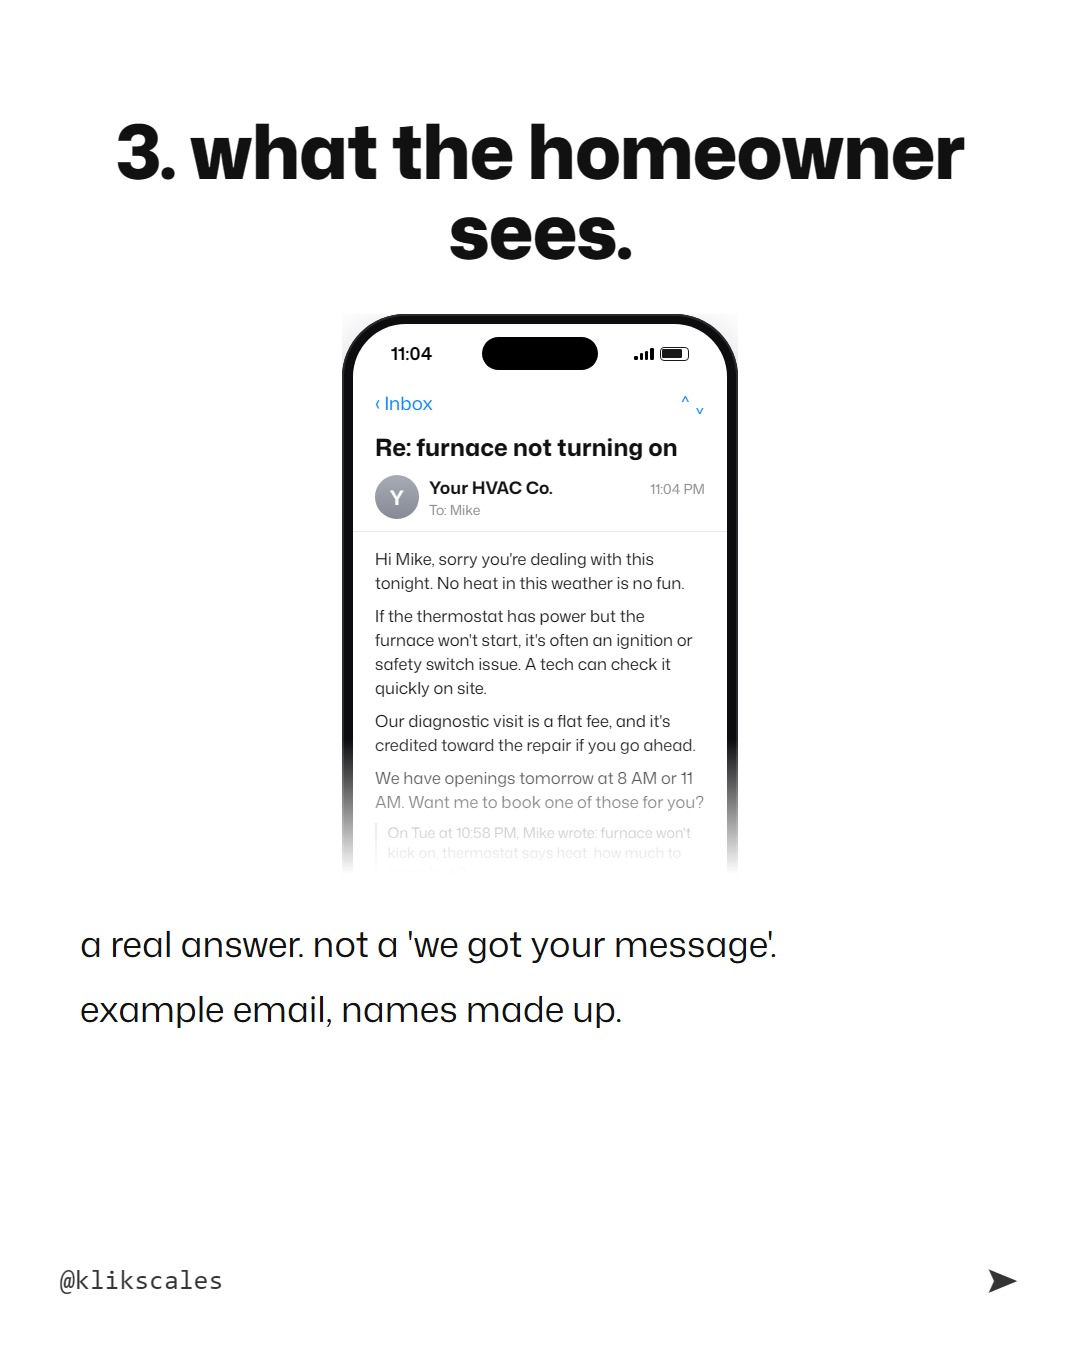 3. what the homeowner
sees.
11:04
‹ Inbox
Re: furnace not turning on
Y
Your HVAC Co.
11:04 PM
To: Mike
Hi Mike, sorry you're dealing with this
tonight. No heat in this weather is no fun.
If the thermostat has power but the
furnace won't start, it's often an ignition or
safety switch issue. A tech can check it
quickly on site.
Our diagnostic visit is a flat fee, and it's
credited toward the repair if you go ahead.
We have openings tomorrow at 8 AM or 11
AM. Want me to book one of those for you?
On Tue at 10:58 PM, Mike wrote: furnace won't
kick on, thermostat says heat. how much to
a real answer. not a 'we got your message'.
example email, names made up.
@klikscales